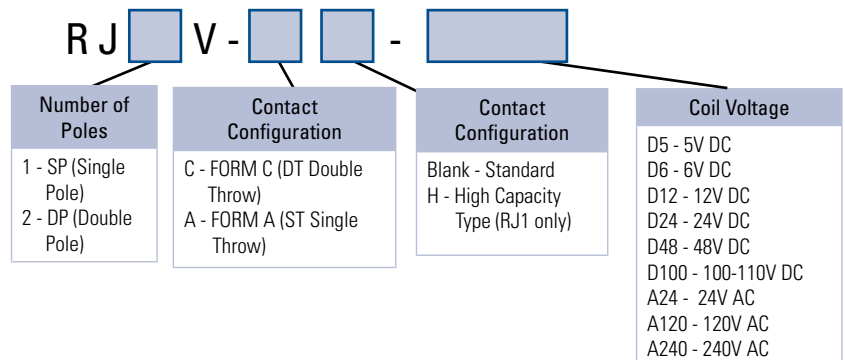 RJ V - -
Number of
Poles
1 - SP (Single
Pole)
2 - DP (Double
Pole)
Contact
Configuration
C - FORM C (DT Double
Throw)
A - FORM A (ST Single
Throw)
Contact
Configuration
Blank - Standard
H - High Capacity
Type (RJ1 only)
Coil Voltage
D5 - 5V DC
D6 - 6V DC
D12 - 12V DC
D24 - 24V DC
D48 - 48V DC
D100 - 100-110V DC
A24 - 24V AC
A120 - 120V AC
A240 - 240V AC